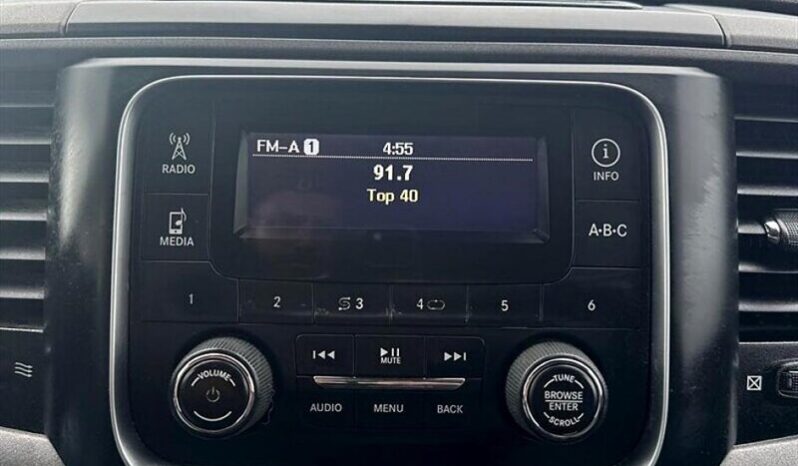 FM-A 1 4:55
91.7
Top 40
RADIO
INFO
MEDIA
A•B•C
1 2 3 4 5 6
MUTE
VOLUME
AUDIO MENU BACK
TUNE
BROWSE
ENTER
SCROLL